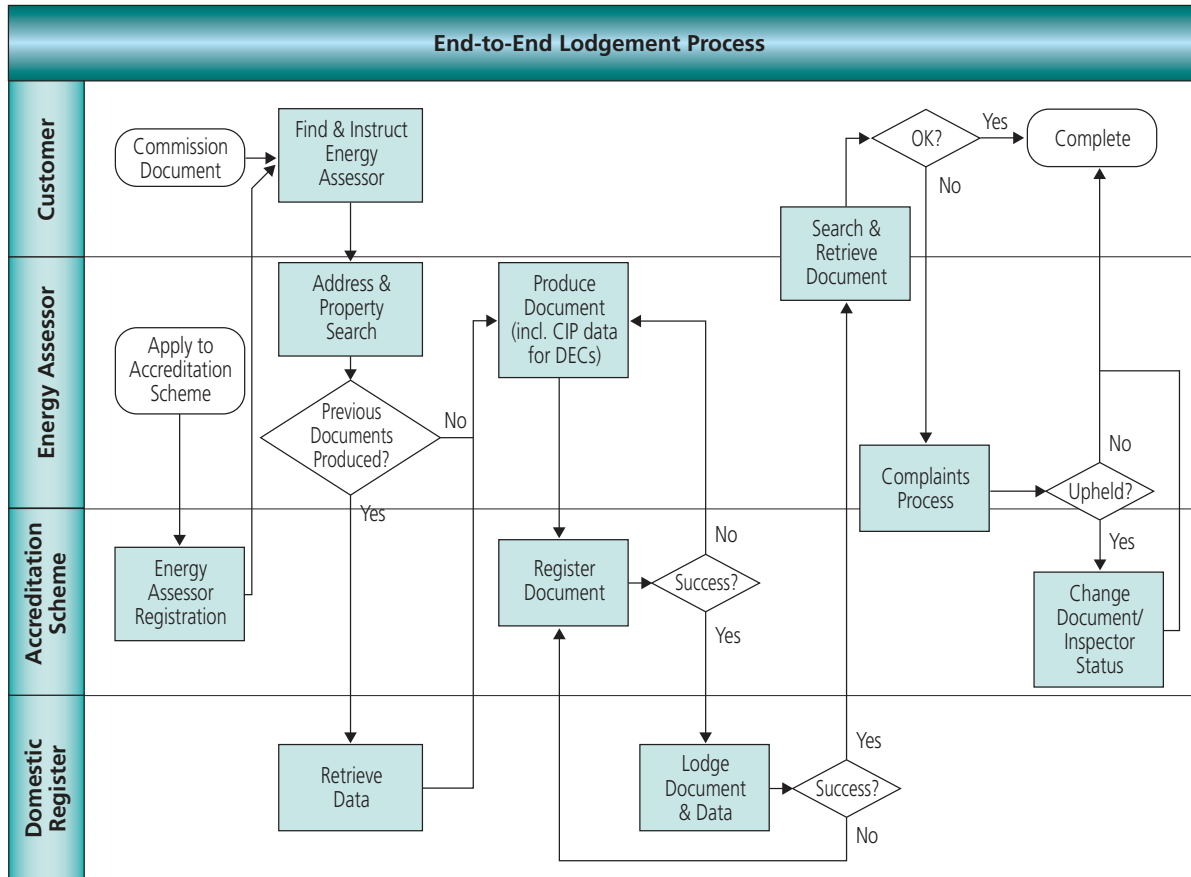 End-to-End Lodgement Process
Customer
Commission
Document
Find & Instruct
Energy
Assessor
OK?
Yes
No
Complete
Search &
Retrieve
Document
Energy Assessor
Apply to
Accreditation
Scheme
Address &
Property
Search
Previous
Documents
Produced?
No
Yes
Produce
Document
(incl. CIP data
for DECs)
Complaints
Process
Upheld?
No
Yes
Accreditation
Scheme
Energy
Assessor
Registration
Register
Document
Success?
No
Yes
Change
Document/
Inspector
Status
Domestic
Register
Retrieve
Data
Lodge
Document
& Data
Success?
Yes
No